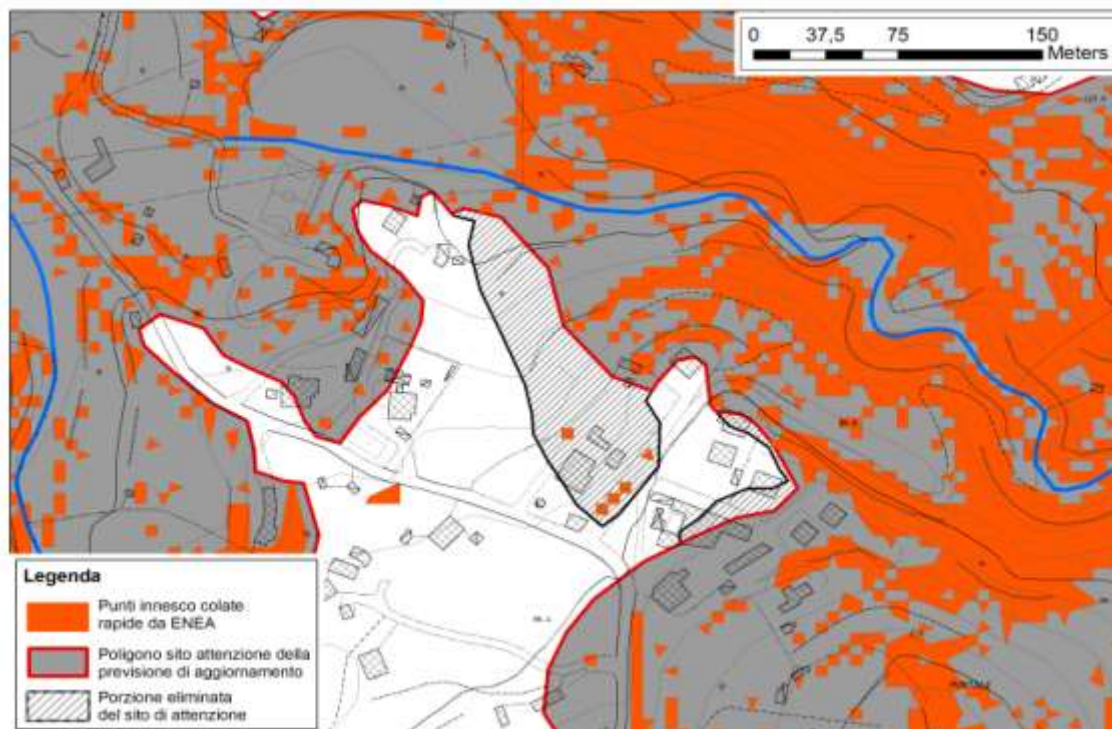 0 37,5 75 150
Meters
Legenda
Punti innesco colate
rapide da ENEA
Poligono sito attenzione della
previsione di aggiornamento
Porzione eliminata
del sito di attenzione